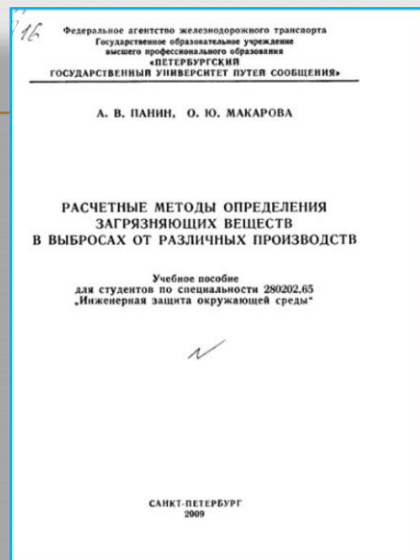 16
Федеральное агентство железнодорожного транспорта
Государственное образовательное учреждение
высшего профессионального образования
«ПЕТЕРБУРГСКИЙ
ГОСУДАРСТВЕННЫЙ УНИВЕРСИТЕТ ПУТЕЙ СООБЩЕНИЯ»
А. В. ПАНИН, О. Ю. МАКАРОВА
РАСЧЕТНЫЕ МЕТОДЫ ОПРЕДЕЛЕНИЯ
ЗАГРЯЗНЯЮЩИХ ВЕЩЕСТВ
В ВЫБРОСАХ ОТ РАЗЛИЧНЫХ ПРОИЗВОДСТВ
Учебное пособие
для студентов по специальности 280202.65
„Инженерная защита окружающей среды“
САНКТ-ПЕТЕРБУРГ
2009